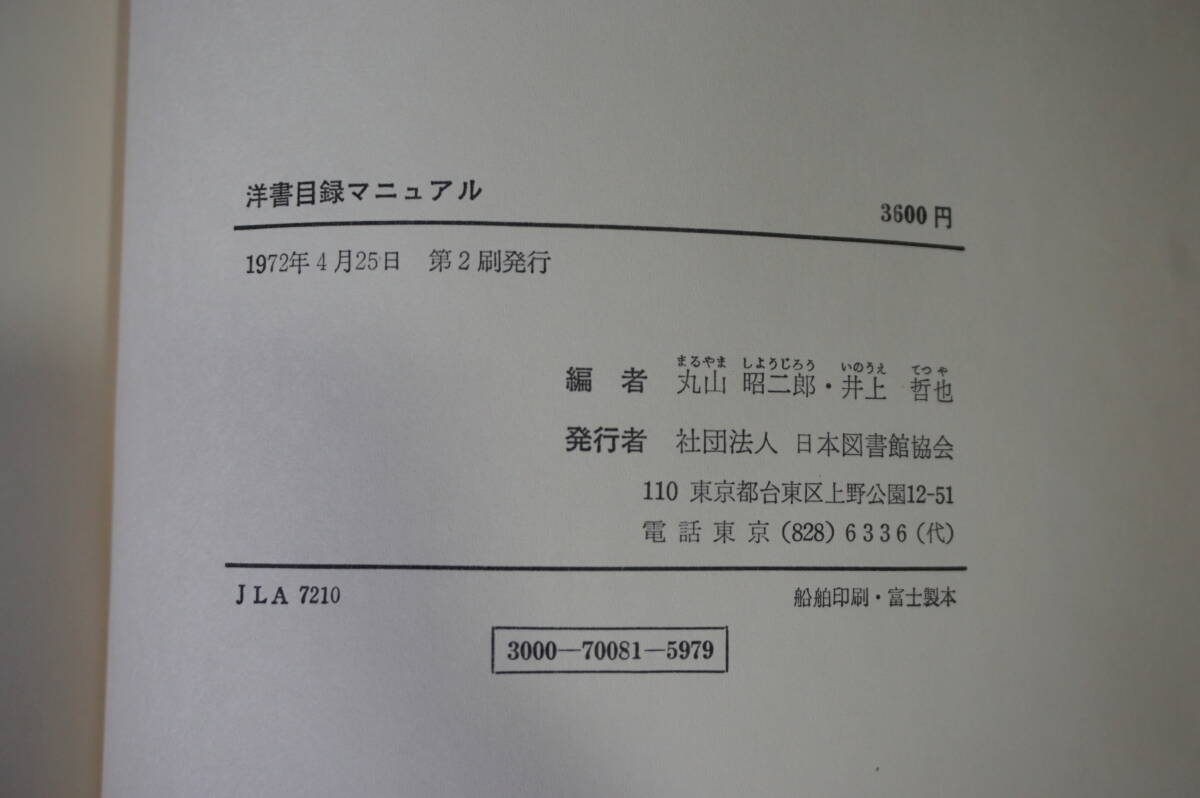 洋書目録マニュアル 3600円
1972年4月25日 第2刷発行
まるやま しようじろう いのうえ てつや
編者 丸山 昭二郎・井上 哲也
発行者 社団法人 日本図書館協会
110 東京都台東区上野公園12-51
電話東京(828)6336(代)
JLA 7210 船舶印刷・富士製本
3000—70081—5979